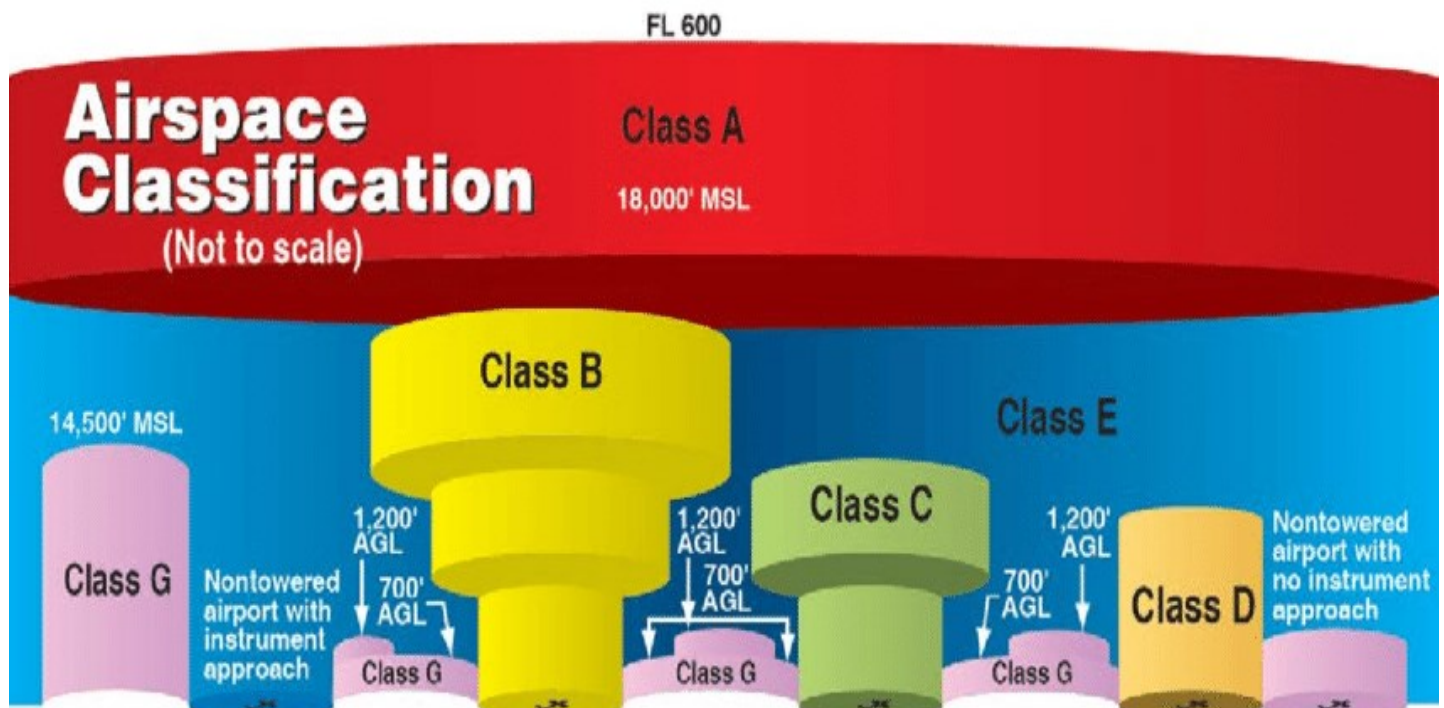 FL 600
Airspace
Classification
(Not to scale)
Class A
18,000' MSL
Class B
Class E
14,500' MSL
Class G
Nontowered
airport with
instrument
approach
1,200'
AGL
700'
AGL
Class G
1,200'
AGL
700'
AGL
Class G
Class C
700'
AGL
1,200'
AGL
Class G
Class D
Nontowered
airport with
no instrument
approach